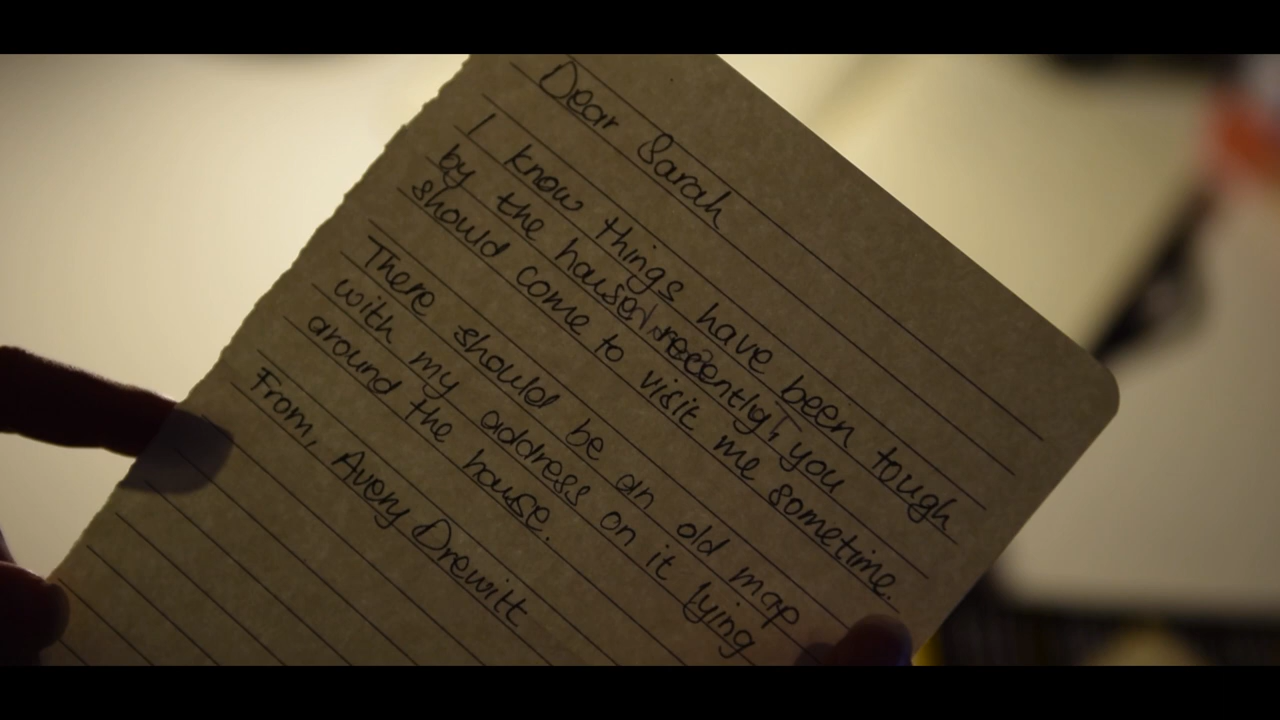 Dear Sarah
I know things have been tough
by the house recently, you
should come to visit me sometime.
There should be an old map
with my address on it lying
around the house.
From, Avery Drewitt